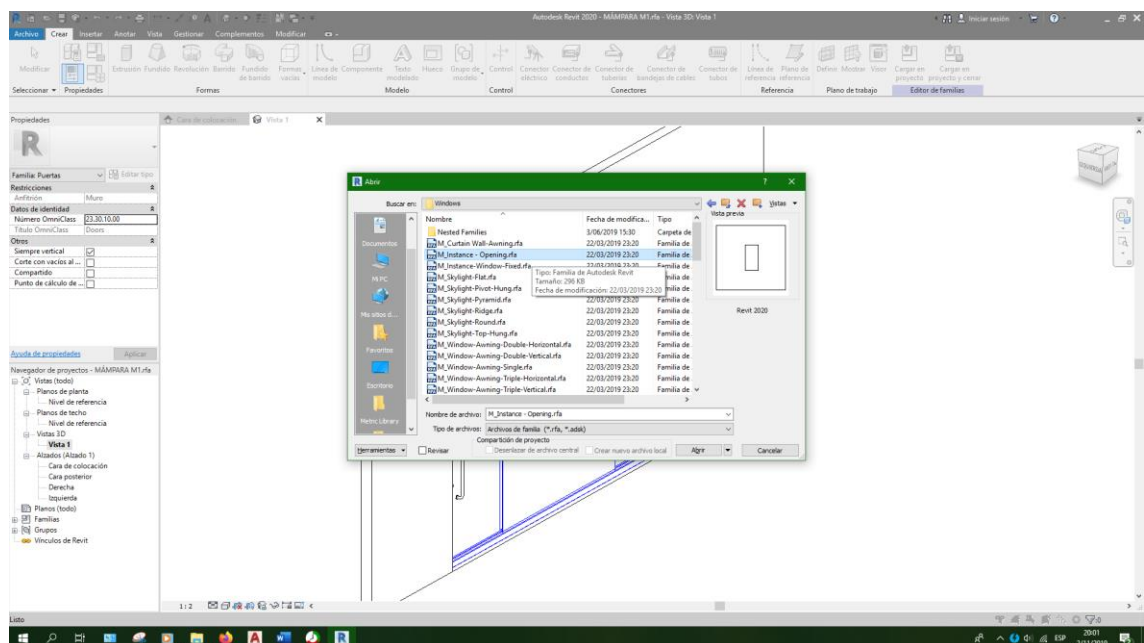 Autodesk Revit 2020 - MÁMPARA M1.rfa - Vista 3D: Vista 1
Iniciar sesión
Archivo Crear Insertar Anotar Vista Gestionar Complementos Modificar
Modificar
Extrusión Fundido Revolución Barrido Fundido de barrido Formas vacías
Línea de modelo Componente Texto modelado Hueco Grupo de modelo
Control Conector eléctrico Conector de conductos Conector de tuberías Conector de bandejas de cables Conector de tubos
Línea de referencia Plano de referencia Definir Mostrar Visor Cargar en proyecto Cargar en proyecto y cerrar
Seleccionar Propiedades Formas Modelo Control Conectores Referencia Plano de trabajo Editor de familias
Propiedades
Cara de colocación Vista 1
Familia: Puertas Editar tipo
Restricciones
Anfitrión Muro
Datos de identidad
Número OmniClass 23.30.10.00
Título OmniClass Doors
Otros
Siempre vertical
Corte con vacíos al ...
Compartido
Punto de cálculo de ...
Ayuda de propiedades Aplicar
Navegador de proyectos - MÁMPARA M1.rfa
Vistas (todo)
Planos de planta
Nivel de referencia
Planos de techo
Nivel de referencia
Vistas 3D
Vista 1
Alzados (Alzado 1)
Cara de colocación
Cara posterior
Derecha
Izquierda
Planos (todo)
Familias
Grupos
Vínculos de Revit
Abrir
Buscar en: Windows
Vistas
Documentos
Mi PC
Mis sitios d...
Favoritos
Escritorio
Metric Library
Nombre Fecha de modifica... Tipo
Nested Families 5/06/2019 15:30 Carpeta de
M_Curtain Wall-Awning.rfa 22/03/2019 23:20 Familia de
M_Instance - Opening.rfa 22/03/2019 23:20 Familia de
M_Instance-Window-Fixed.rfa 22/03/2019 23:20 Familia de
M_Skylight-Flat.rfa
M_Skylight-Pivot-Hung.rfa
M_Skylight-Pyramid.rfa 22/03/2019 23:20 Familia de
M_Skylight-Ridge.rfa 22/03/2019 23:20 Familia de
M_Skylight-Round.rfa 22/03/2019 23:20 Familia de
M_Skylight-Top-Hung.rfa 22/03/2019 23:20 Familia de
M_Window-Awning-Double-Horizontal.rfa 22/03/2019 23:20 Familia de
M_Window-Awning-Double-Vertical.rfa 22/03/2019 23:20 Familia de
M_Window-Awning-Single.rfa 22/03/2019 23:20 Familia de
M_Window-Awning-Triple-Horizontal.rfa 22/03/2019 23:20 Familia de
M_Window-Awning-Triple-Vertical.rfa 22/03/2019 23:20 Familia de
Tipo: Familia de Autodesk Revit
Tamaño: 296 KB
Fecha de modificación: 22/03/2019 23:20
Vista previa
Revit 2020
Nombre de archivo: M_Instance - Opening.rfa
Tipo de archivos: Archivos de familia (*.rfa, *.adsk)
Compartición de proyecto
Herramientas Revisar Desenlazar de archivo central Crear nuevo archivo local Abrir Cancelar
1:2
Listo
ESP 20:01